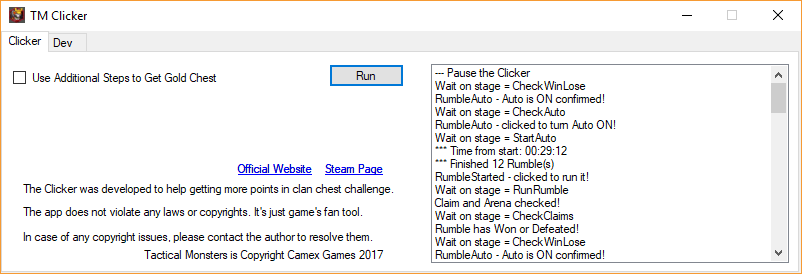 TM Clicker
Clicker
Dev
Use Additional Steps to Get Gold Chest
Run
Official Website
Steam Page
The Clicker was developed to help getting more points in clan chest challenge.
The app does not violate any laws or copyrights. It's just game's fan tool.
In case of any copyright issues, please contact the author to resolve them.
Tactical Monsters is Copyright Camex Games 2017
--- Pause the Clicker
Wait on stage = CheckWinLose
RumbleAuto - Auto is ON confirmed!
Wait on stage = CheckAuto
RumbleAuto - clicked to turn Auto ON!
Wait on stage = StartAuto
*** Time from start: 00:29:12
*** Finished 12 Rumble(s)
RumbleStarted - clicked to run it!
Wait on stage = RunRumble
Claim and Arena checked!
Wait on stage = CheckClaims
Rumble has Won or Defeated!
Wait on stage = CheckWinLose
RumbleAuto - Auto is ON confirmed!